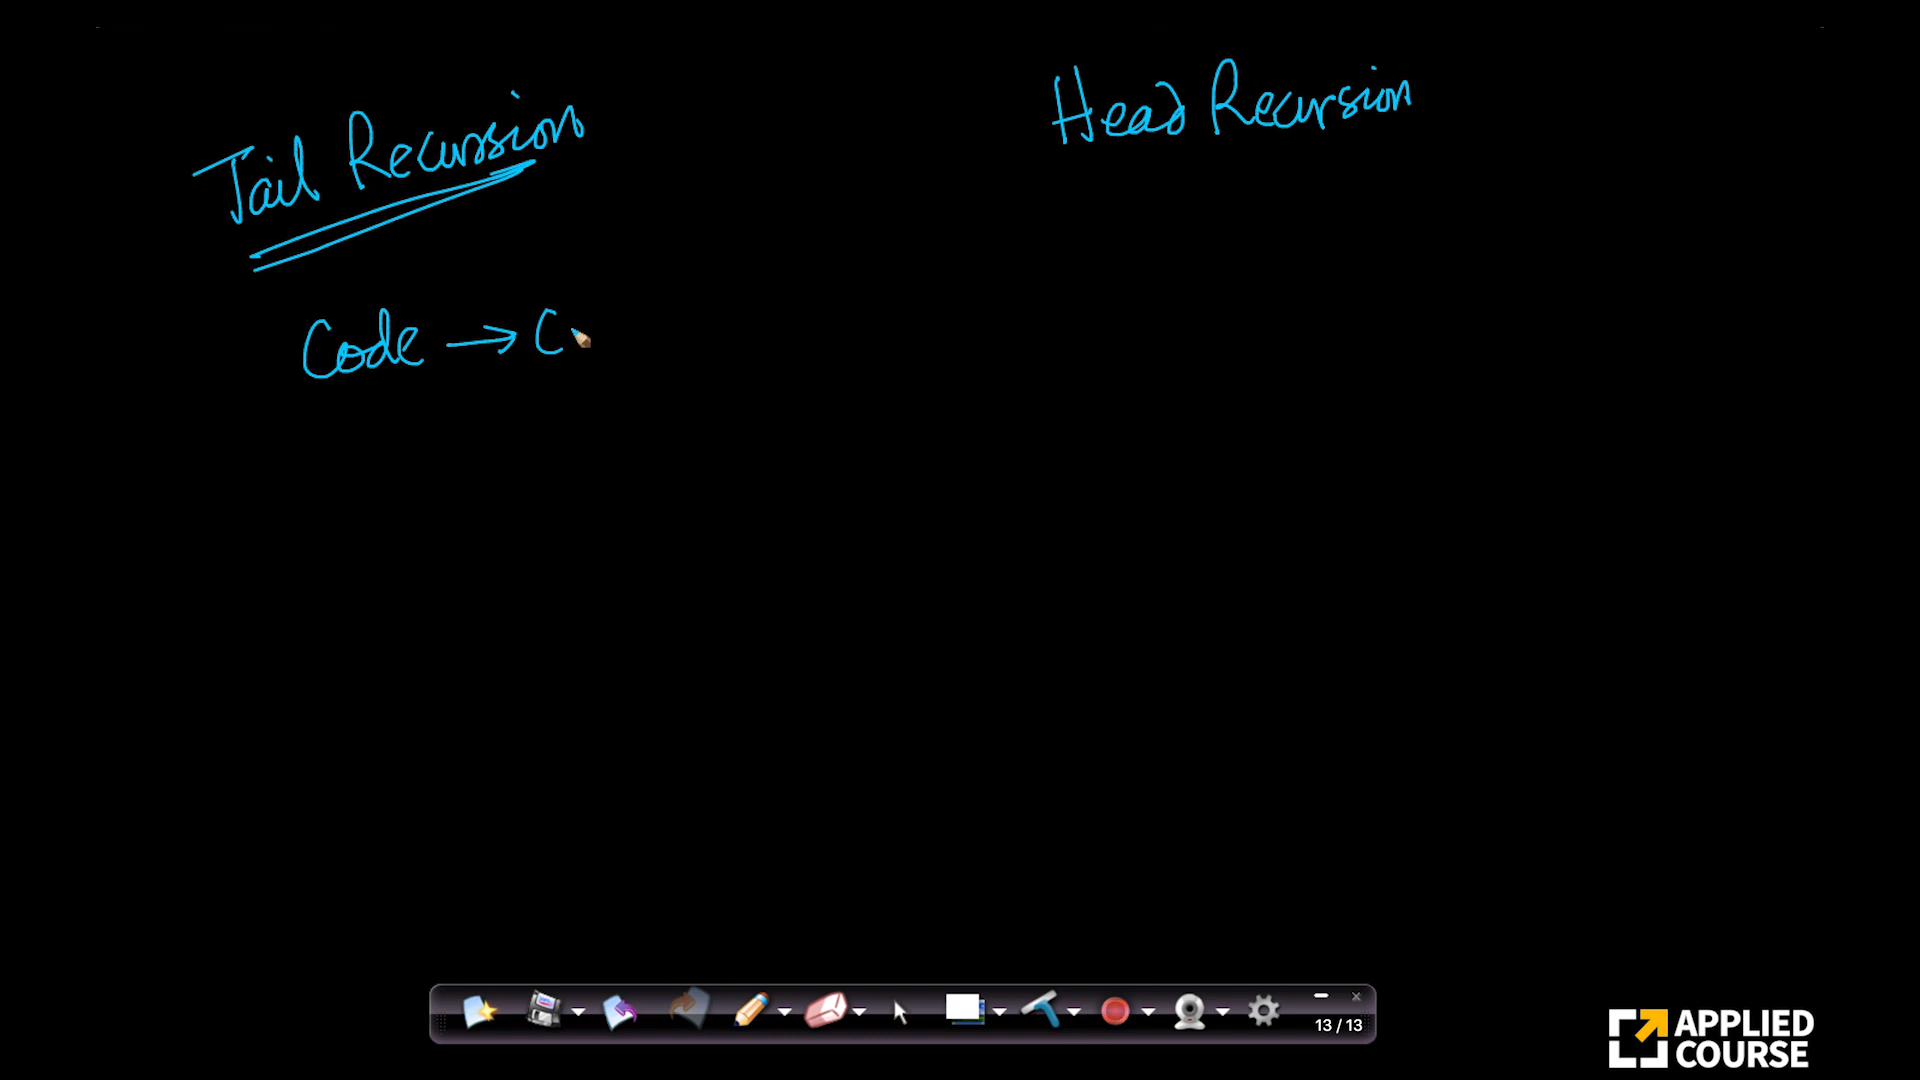 Tail Recursion
Head Recursion
Code → C
13 / 13
APPLIED
COURSE